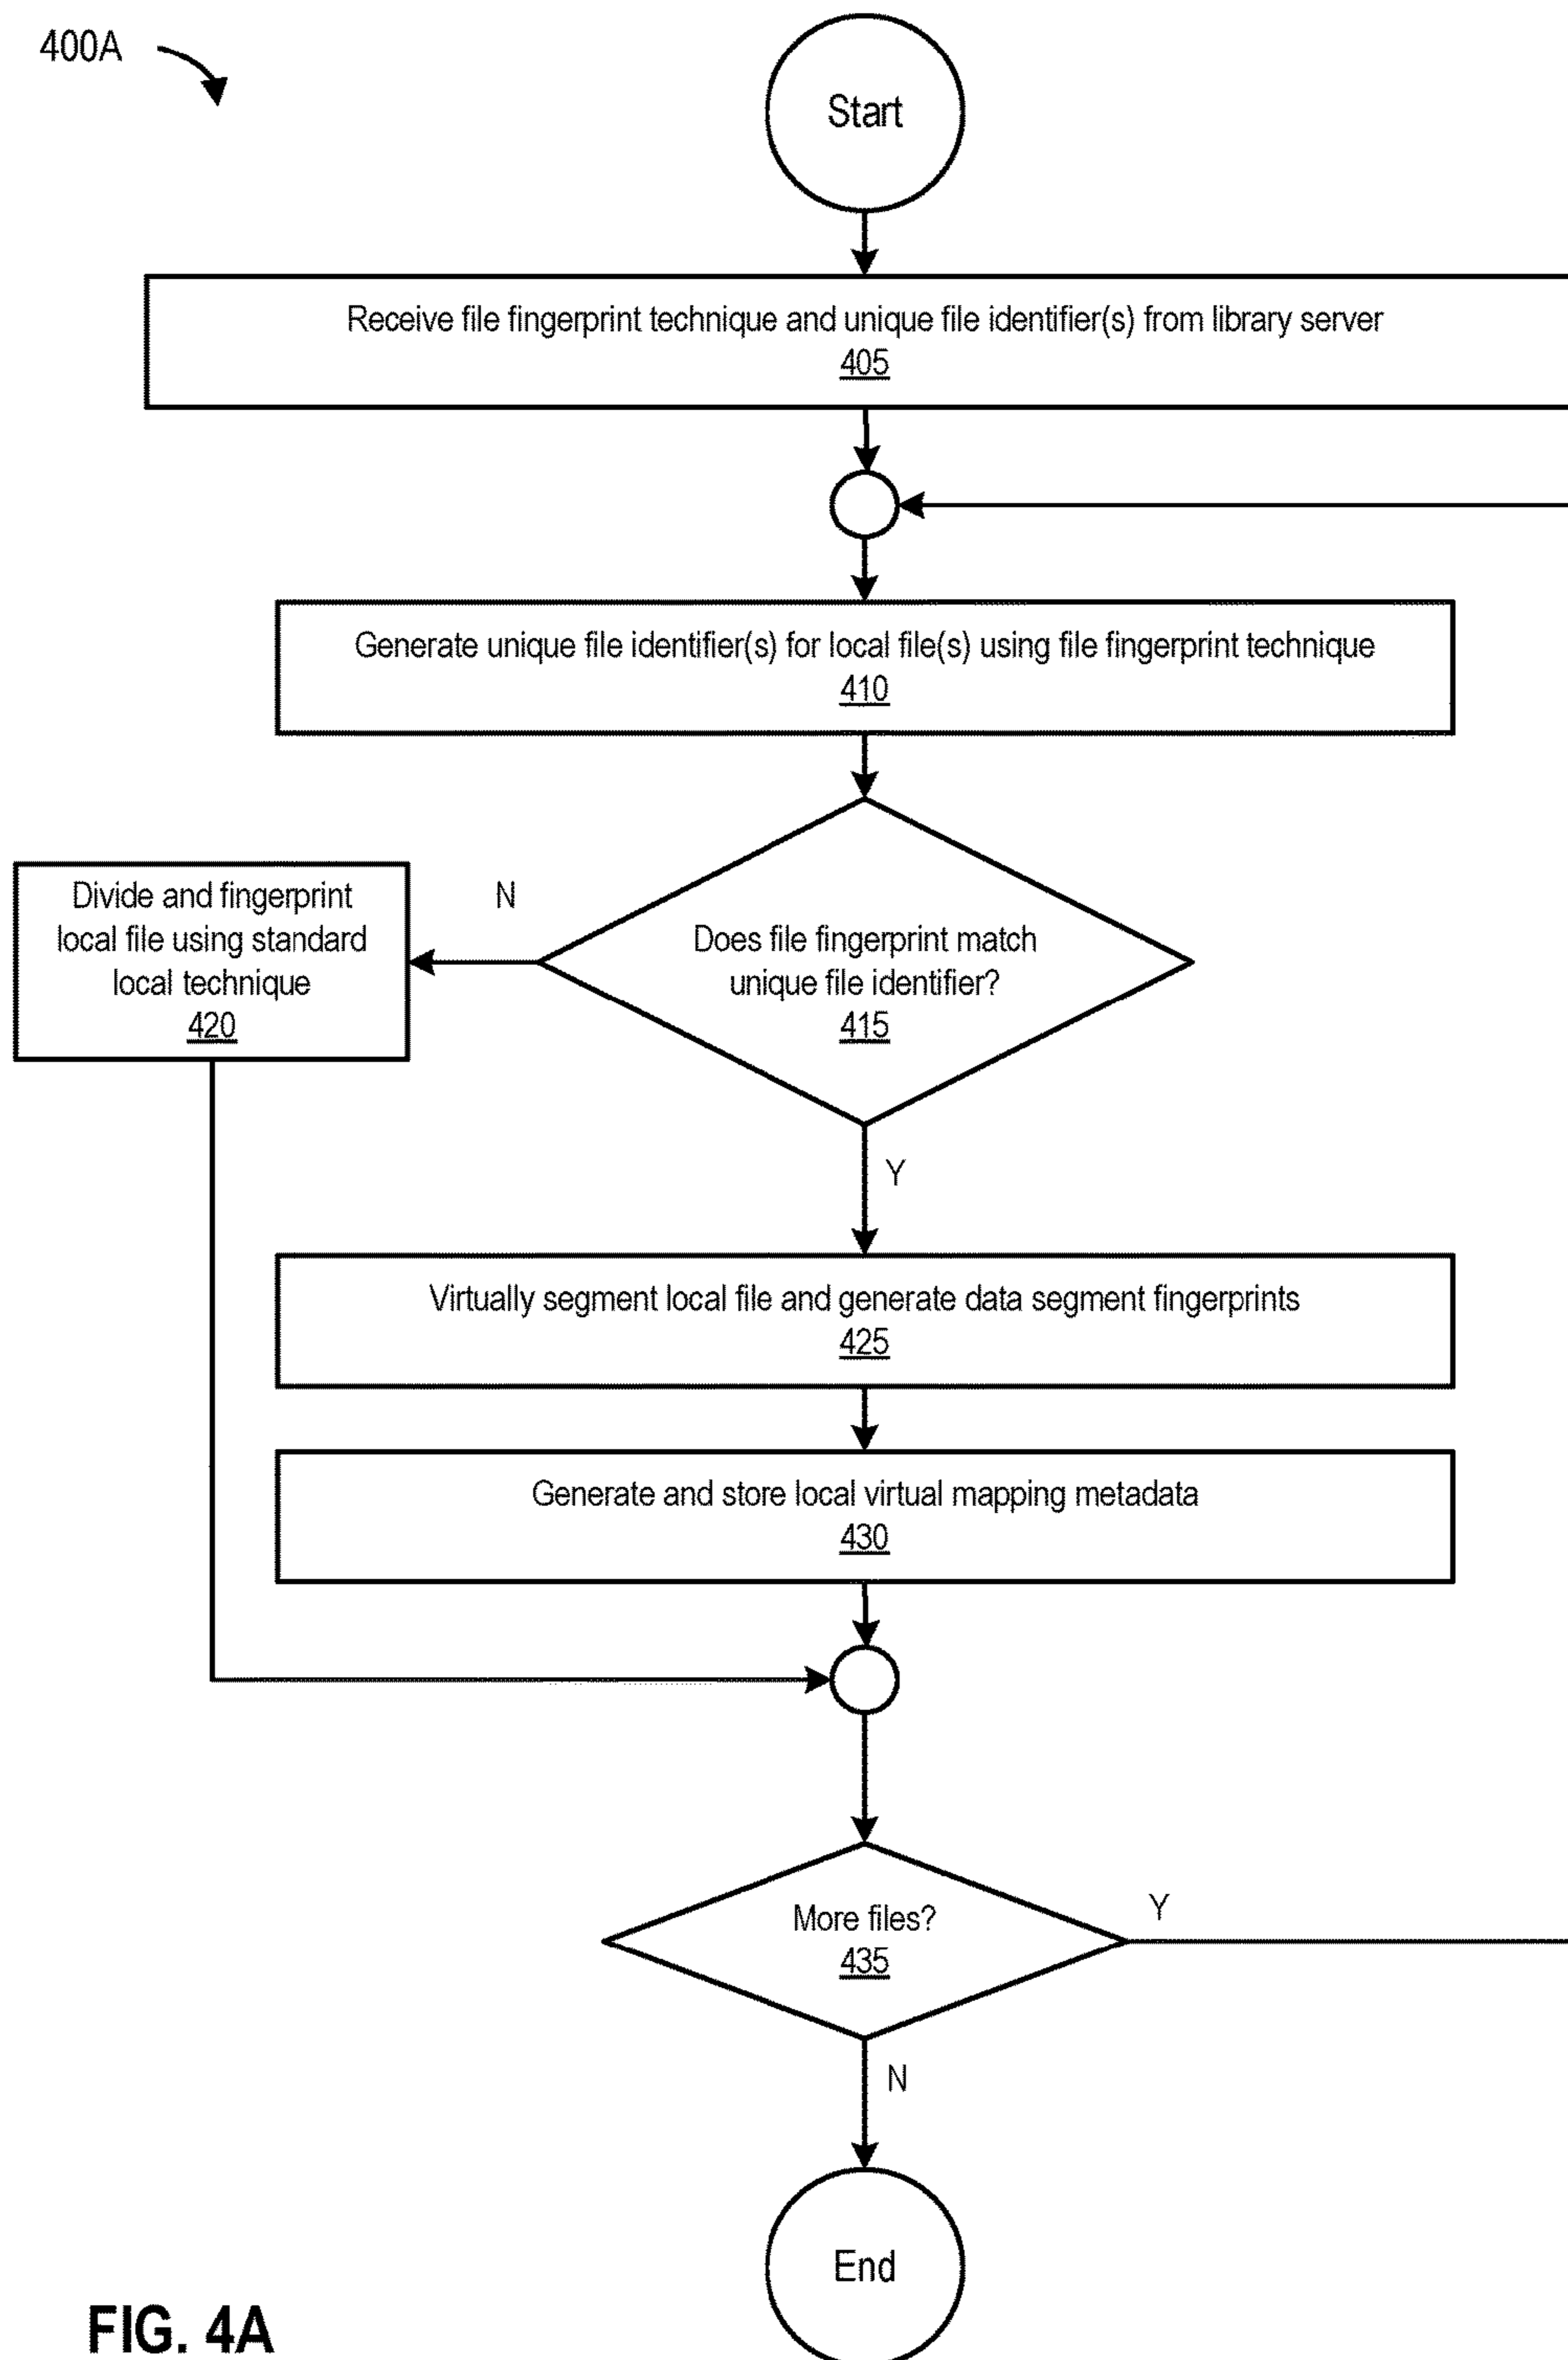 400A
Start
Receive file fingerprint technique and unique file identifier(s) from library server
405
Generate unique file identifier(s) for local file(s) using file fingerprint technique
410
Divide and fingerprint
local file using standard
local technique
420
N
Does file fingerprint match
unique file identifier?
415
Y
Virtually segment local file and generate data segment fingerprints
425
Generate and store local virtual mapping metadata
430
More files?
435
Y
N
End
FIG. 4A